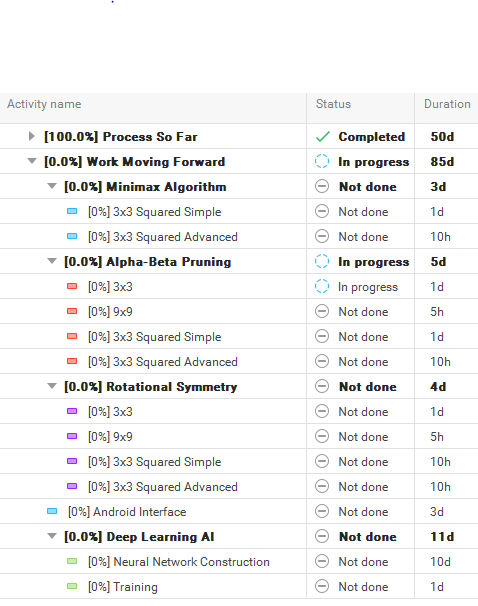 Activity name Status Duration
[100.0%] Process So Far Completed 50d
[0.0%] Work Moving Forward In progress 85d
[0.0%] Minimax Algorithm Not done 3d
[0%] 3x3 Squared Simple Not done 1d
[0%] 3x3 Squared Advanced Not done 10h
[0.0%] Alpha-Beta Pruning In progress 5d
[0%] 3x3 In progress 1d
[0%] 9x9 Not done 5h
[0%] 3x3 Squared Simple Not done 1d
[0%] 3x3 Squared Advanced Not done 10h
[0.0%] Rotational Symmetry Not done 4d
[0%] 3x3 Not done 1d
[0%] 9x9 Not done 5h
[0%] 3x3 Squared Simple Not done 10h
[0%] 3x3 Squared Advanced Not done 10h
[0%] Android Interface Not done 3d
[0.0%] Deep Learning AI Not done 11d
[0%] Neural Network Construction Not done 10d
[0%] Training Not done 1d